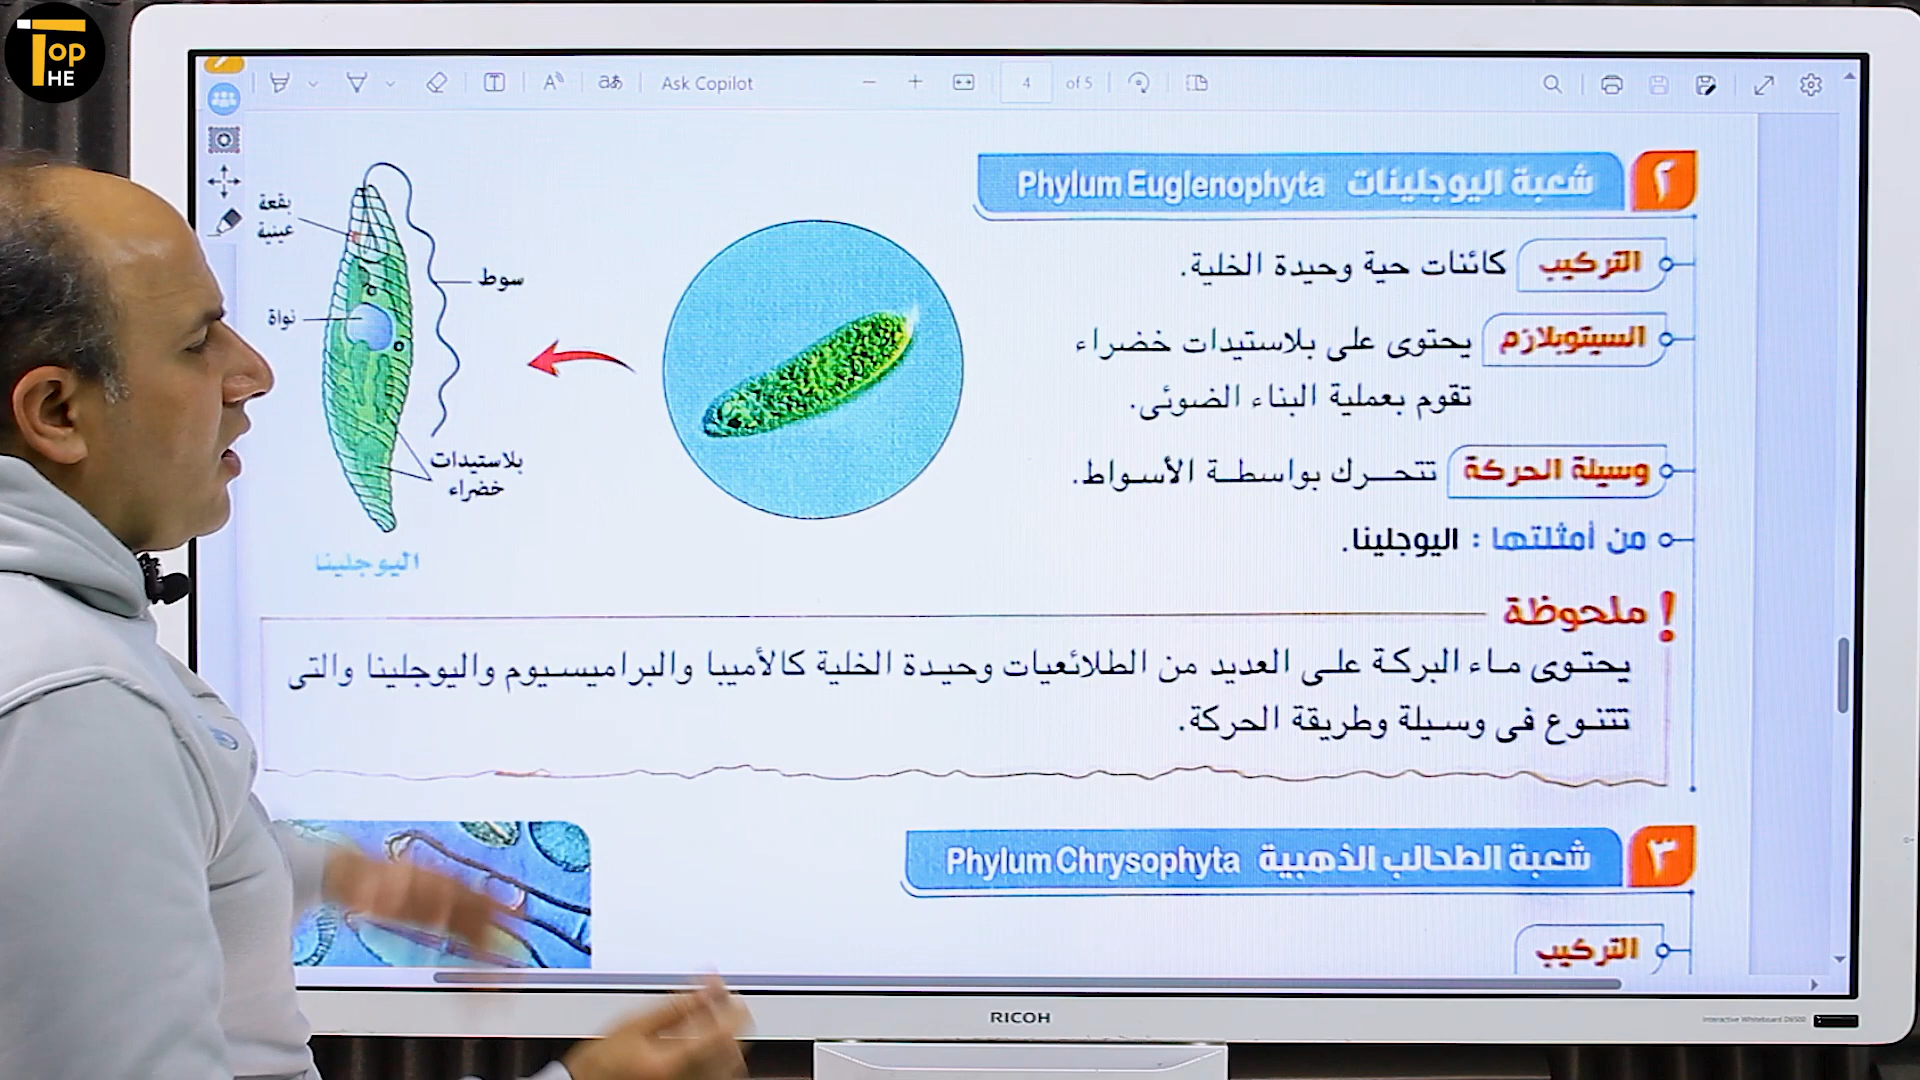 TOP
THE
Ask Copilot
4
of 5
٢
شعبة اليوجلينات Phylum Euglenophyta
التركيب كائنات حية وحيدة الخلية.
السيتوبلازم يحتوى على بلاستيدات خضراء
تقوم بعملية البناء الضوئى.
وسيلة الحركة تتحرك بواسطة الأسواط.
من أمثلتها : اليوجلينا.
بقعة
عينية
سوط
نواة
بلاستيدات
خضراء
اليوجلينا
! ملحوظة
يحتوى ماء البركة على العديد من الطلائعيات وحيدة الخلية كالأميبا والبراميسيوم واليوجلينا والتى
تتنوع فى وسيلة وطريقة الحركة.
٣
شعبة الطحالب الذهبية Phylum Chrysophyta
التركيب
RICOH
Interactive Whiteboard